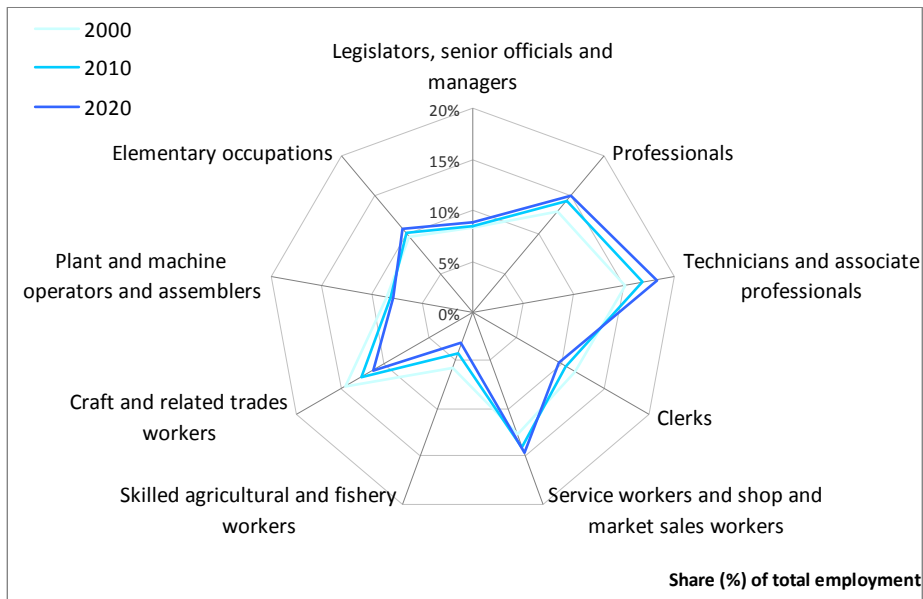 2000
2010
2020
Legislators, senior officials and
managers
20%
15%
10%
5%
0%
Professionals
Technicians and associate
professionals
Clerks
Service workers and shop and
market sales workers
Skilled agricultural and fishery
workers
Craft and related trades
workers
Plant and machine
operators and assemblers
Elementary occupations
Share (%) of total employment